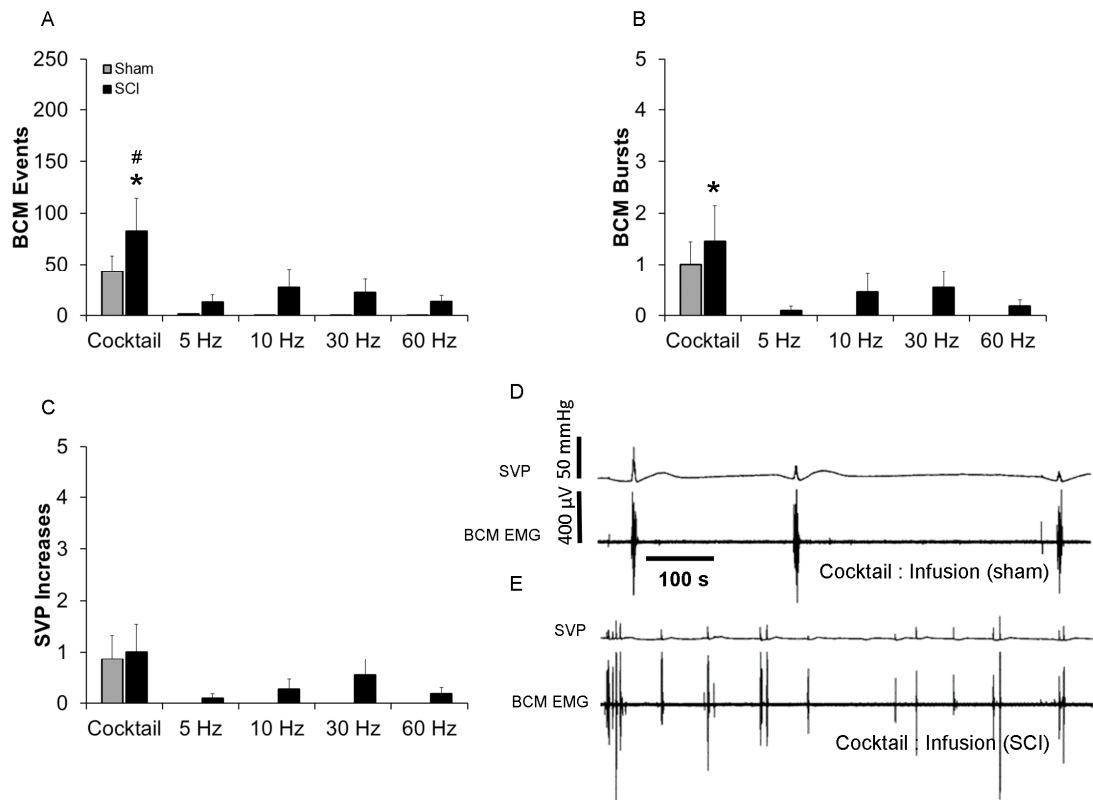 A
BCM Events
250
200
150
100
50
0
Sham
SCI
#
*
Cocktail 5 Hz 10 Hz 30 Hz 60 Hz
B
BCM Bursts
5
4
3
2
1
0
*
Cocktail 5 Hz 10 Hz 30 Hz 60 Hz
C
SVP Increases
5
4
3
2
1
0
Cocktail 5 Hz 10 Hz 30 Hz 60 Hz
D
50 mmHg
SVP
400 µV
BCM EMG
100 s
Cocktail : Infusion (sham)
E
SVP
BCM EMG
Cocktail : Infusion (SCI)